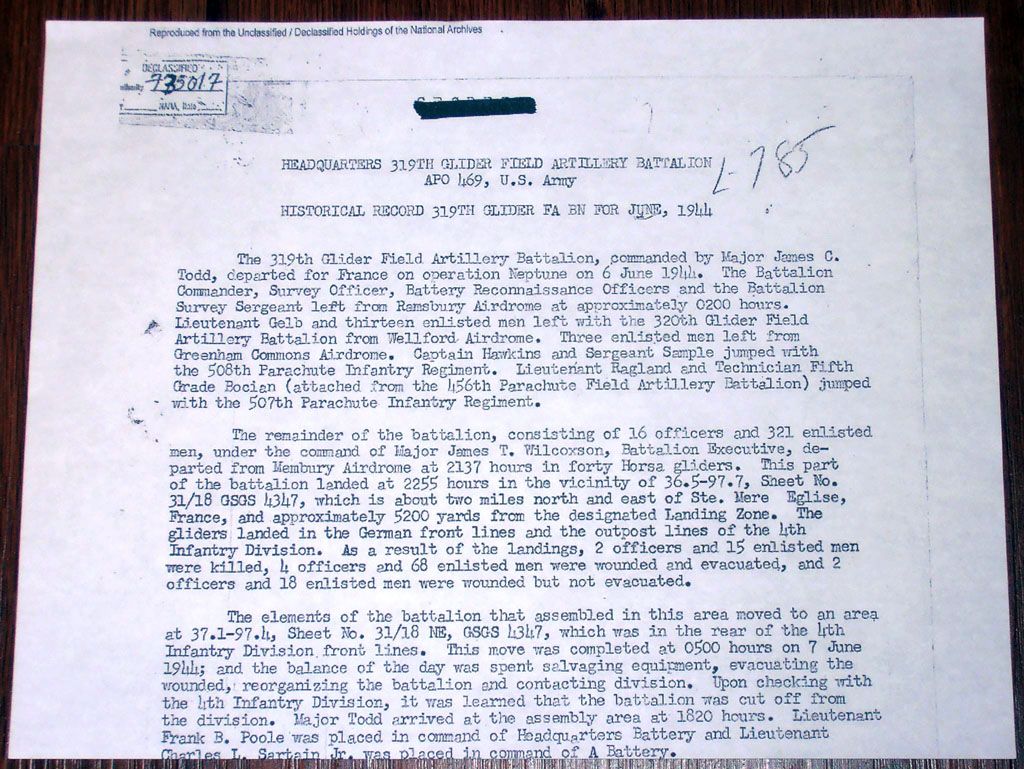 Reproduced from the Unclassified / Declassified Holdings of the National Archives
DECLASSIFIED
735017
NARA, Date
HEADQUARTERS 319TH GLIDER FIELD ARTILLERY BATTALION
APO 469, U.S. Army
L-785
HISTORICAL RECORD 319TH GLIDER FA BN FOR JUNE, 1944
The 319th Glider Field Artillery Battalion, commanded by Major James C.
Todd, departed for France on operation Neptune on 6 June 1944. The Battalion
Commander, Survey Officer, Battery Reconnaissance Officers and the Battalion
Survey Sergeant left from Ramsbury Airdrome at approximately 0200 hours.
Lieutenant Gelb and thirteen enlisted men left with the 320th Glider Field
Artillery Battalion from Wellford Airdrome. Three enlisted men left from
Greenham Commons Airdrome. Captain Hawkins and Sergeant Sample jumped with
the 508th Parachute Infantry Regiment. Lieutenant Ragland and Technician Fifth
Grade Bocian (attached from the 456th Parachute Field Artillery Battalion) jumped
with the 507th Parachute Infantry Regiment.
The remainder of the battalion, consisting of 16 officers and 321 enlisted
men, under the command of Major James T. Wilcoxson, Battalion Executive, de-
parted from Membury Airdrome at 2137 hours in forty Horsa gliders. This part
of the battalion landed at 2255 hours in the vicinity of 36.5-97.7, Sheet No.
31/18 GSGS 4347, which is about two miles north and east of Ste. Mere Eglise,
France, and approximately 5200 yards from the designated Landing Zone. The
gliders landed in the German front lines and the outpost lines of the 4th
Infantry Division. As a result of the landings, 2 officers and 15 enlisted men
were killed, 4 officers and 68 enlisted men were wounded and evacuated, and 2
officers and 18 enlisted men were wounded but not evacuated.
The elements of the battalion that assembled in this area moved to an area
at 37.1-97.4, Sheet No. 31/18 NE, GSGS 4347, which was in the rear of the 4th
Infantry Division front lines. This move was completed at 0500 hours on 7 June
1944; and the balance of the day was spent salvaging equipment, evacuating the
wounded, reorganizing the battalion and contacting division. Upon checking with
the 4th Infantry Division, it was learned that the battalion was cut off from
the division. Major Todd arrived at the assembly area at 1820 hours. Lieutenant
Frank B. Poole was placed in command of Headquarters Battery and Lieutenant
Charles L. Sartain Jr. was placed in command of A Battery.